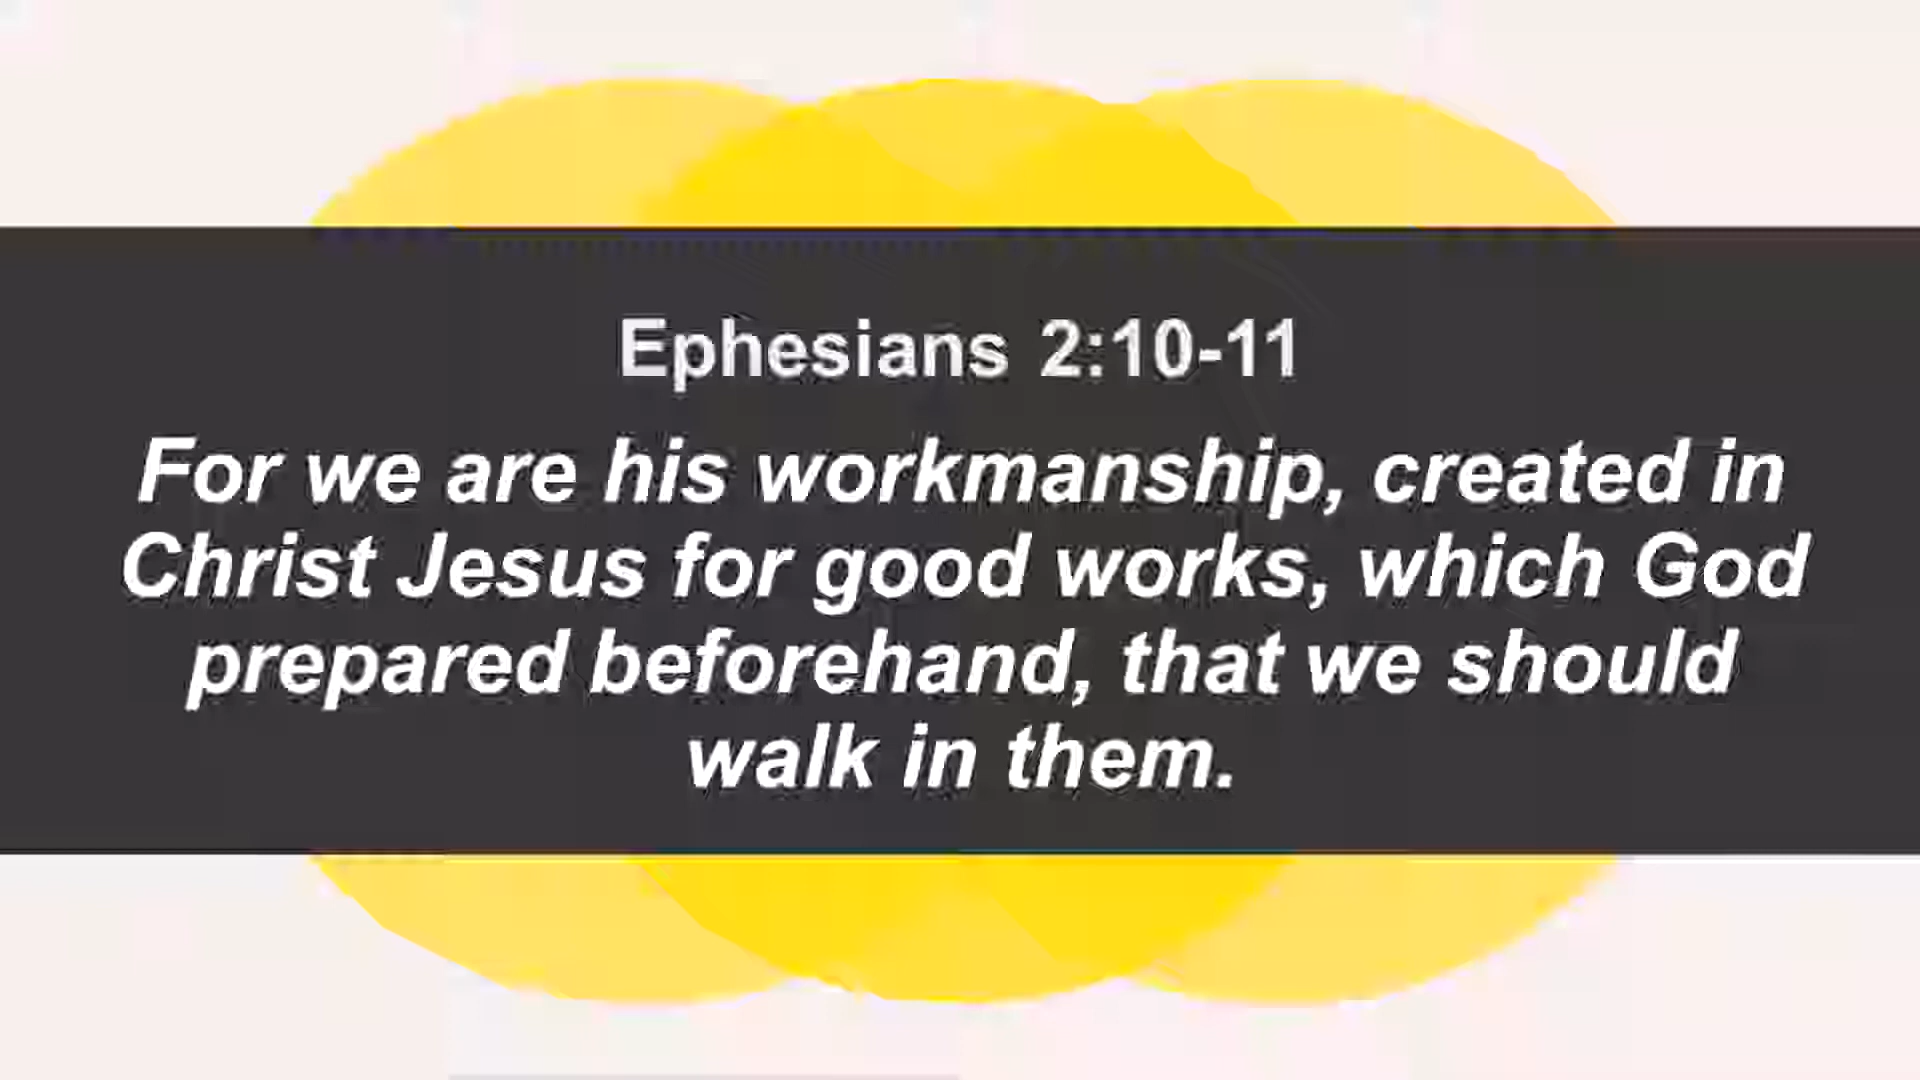 Ephesians 2:10-11
For we are his workmanship, created in
Christ Jesus for good works, which God
prepared beforehand, that we should
walk in them.